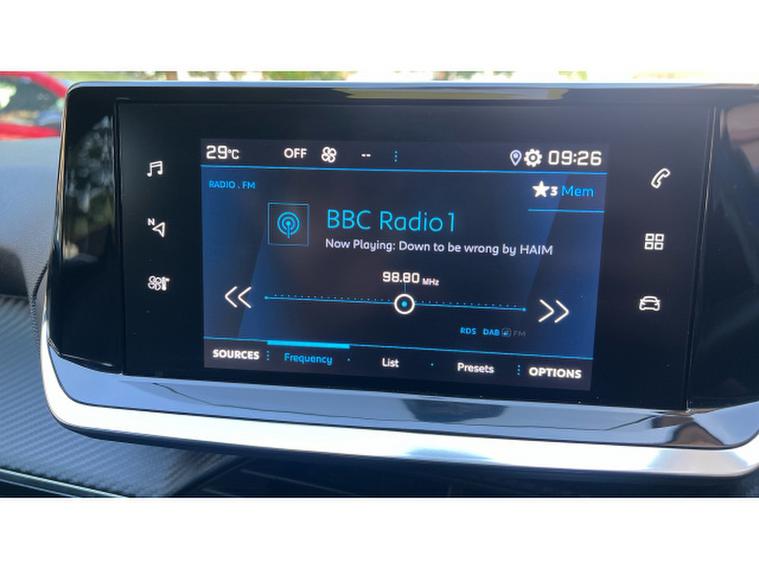 29°C OFF -- 09:26
RADIO . FM
3 Mem
BBC Radio 1
Now Playing: Down to be wrong by HAIM
98.80 MHz
N
RDS DAB FM
SOURCES Frequency List Presets OPTIONS